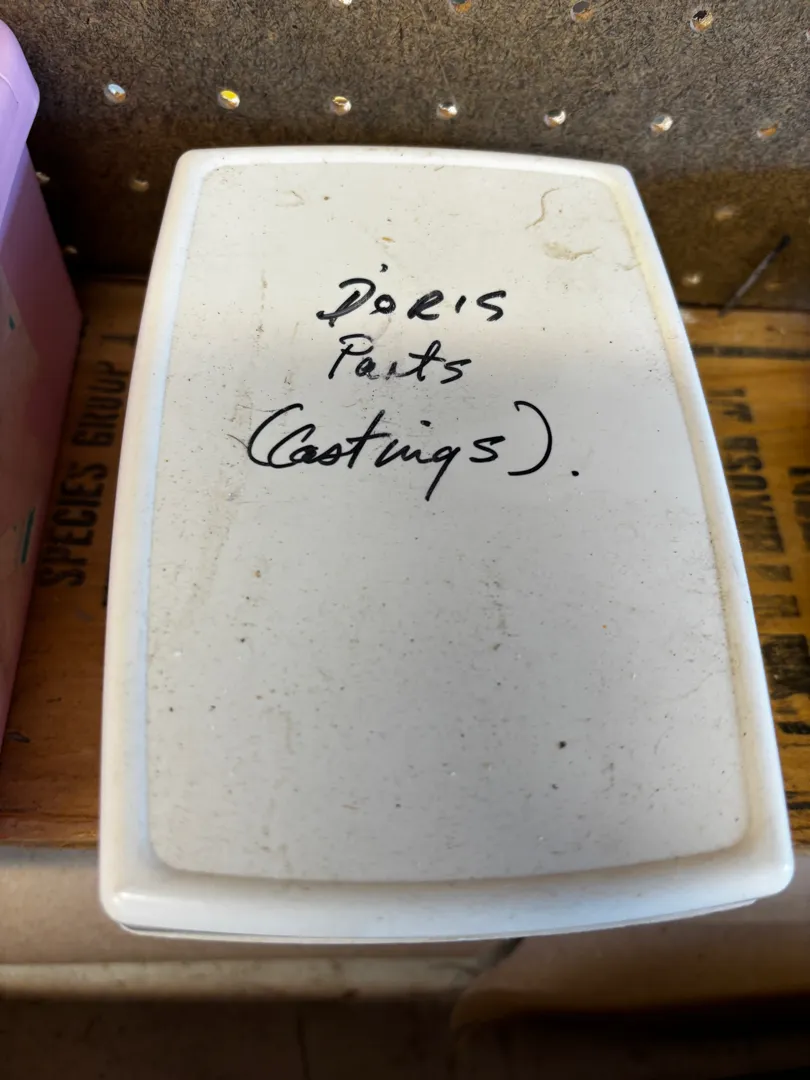 DORIS
Parts
(Castings).
SPECIES GROUP